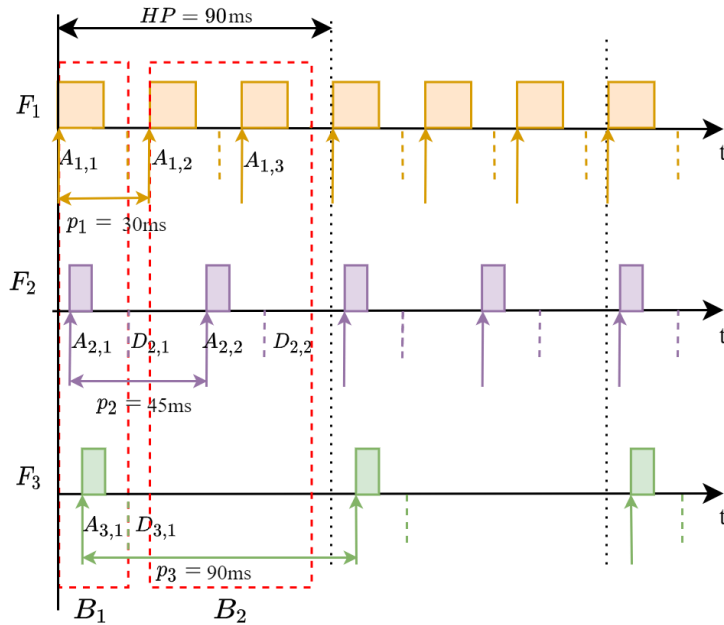 HP = 90ms
F₁
t
A₁,₁
A₁,₂
A₁,₃
p₁ = 30ms
F₂
t
A₂,₁
D₂,₁
A₂,₂
D₂,₂
p₂ = 45ms
F₃
t
A₃,₁
D₃,₁
p₃ = 90ms
B₁
B₂